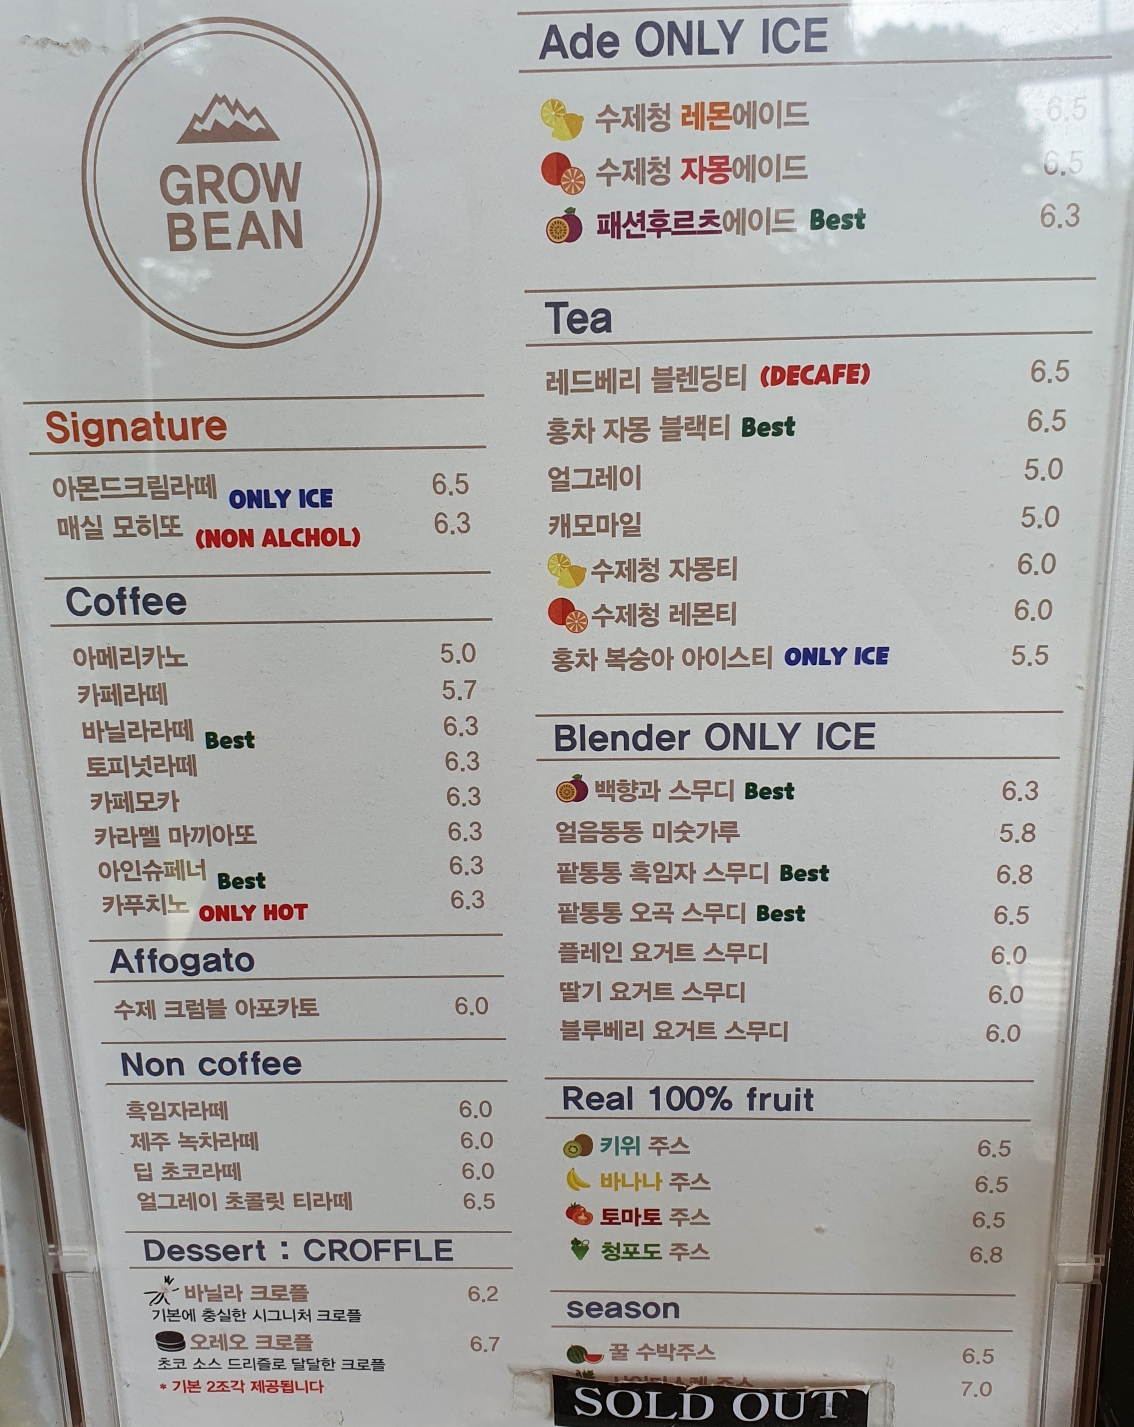 GROW
BEAN
Signature
아몬드크림라떼 ONLY ICE 6.5
매실 모히또 (NON ALCHOL) 6.3
Coffee
아메리카노 5.0
카페라떼 5.7
바닐라라떼 Best 6.3
토피넛라떼 6.3
카페모카 6.3
카라멜 마끼아또 6.3
아인슈페너 Best 6.3
카푸치노 ONLY HOT 6.3
Affogato
수제 크럼블 아포카토 6.0
Non coffee
흑임자라떼 6.0
제주 녹차라떼 6.0
딥 초코라떼 6.0
얼그레이 초콜릿 티라떼 6.5
Dessert : CROFFLE
바닐라 크로플 6.2
기본에 충실한 시그니처 크로플
오레오 크로플 6.7
초코 소스 드리즐로 달달한 크로플
* 기본 2조각 제공됩니다
Ade ONLY ICE
수제청 레몬에이드 6.5
수제청 자몽에이드 6.5
패션후르츠에이드 Best 6.3
Tea
레드베리 블렌딩티 (DECAFE) 6.5
홍차 자몽 블랙티 Best 6.5
얼그레이 5.0
캐모마일 5.0
수제청 자몽티 6.0
수제청 레몬티 6.0
홍차 복숭아 아이스티 ONLY ICE 5.5
Blender ONLY ICE
백향과 스무디 Best 6.3
얼음동동 미숫가루 5.8
팥통통 흑임자 스무디 Best 6.8
팥통통 오곡 스무디 Best 6.5
플레인 요거트 스무디 6.0
딸기 요거트 스무디 6.0
블루베리 요거트 스무디 6.0
Real 100% fruit
키위 주스 6.5
바나나 주스 6.5
토마토 주스 6.5
청포도 주스 6.8
season
꿀 수박주스 6.5
7.0
SOLD OUT